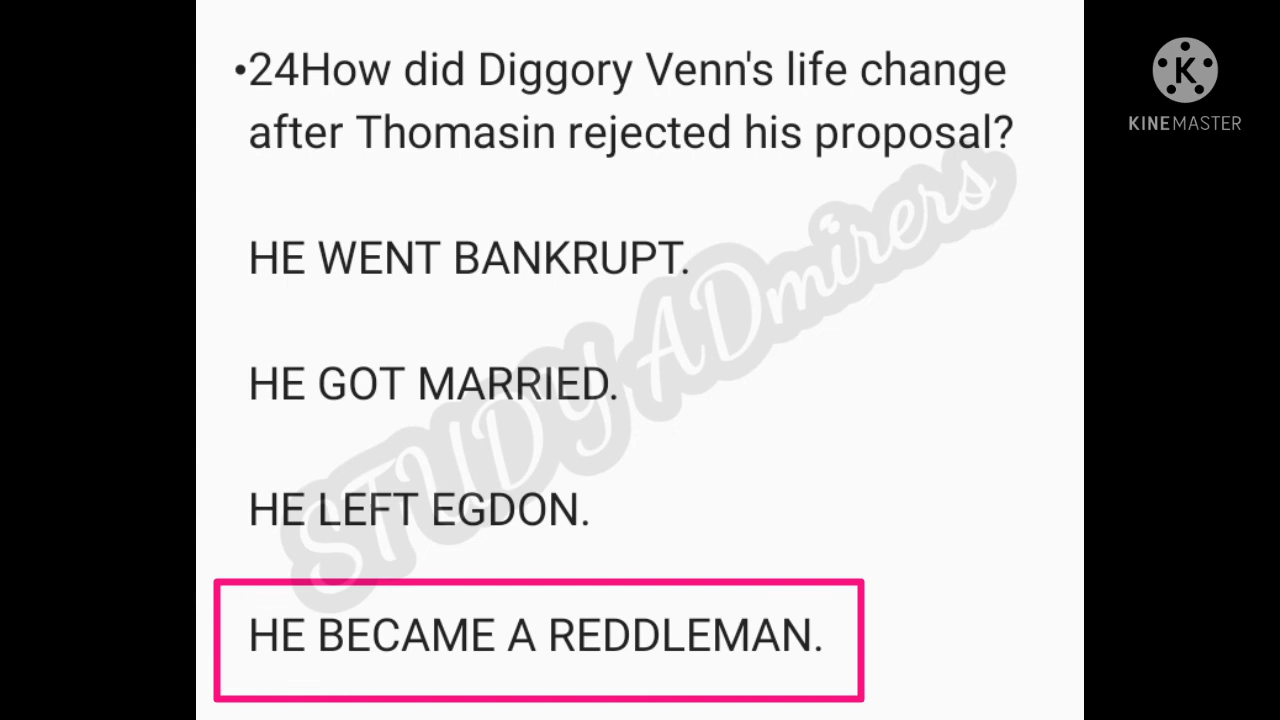 •24How did Diggory Venn's life change
after Thomasin rejected his proposal?
HE WENT BANKRUPT.
HE GOT MARRIED.
HE LEFT EGDON.
HE BECAME A REDDLEMAN.
STUDY ADmirers
K
KINEMASTER